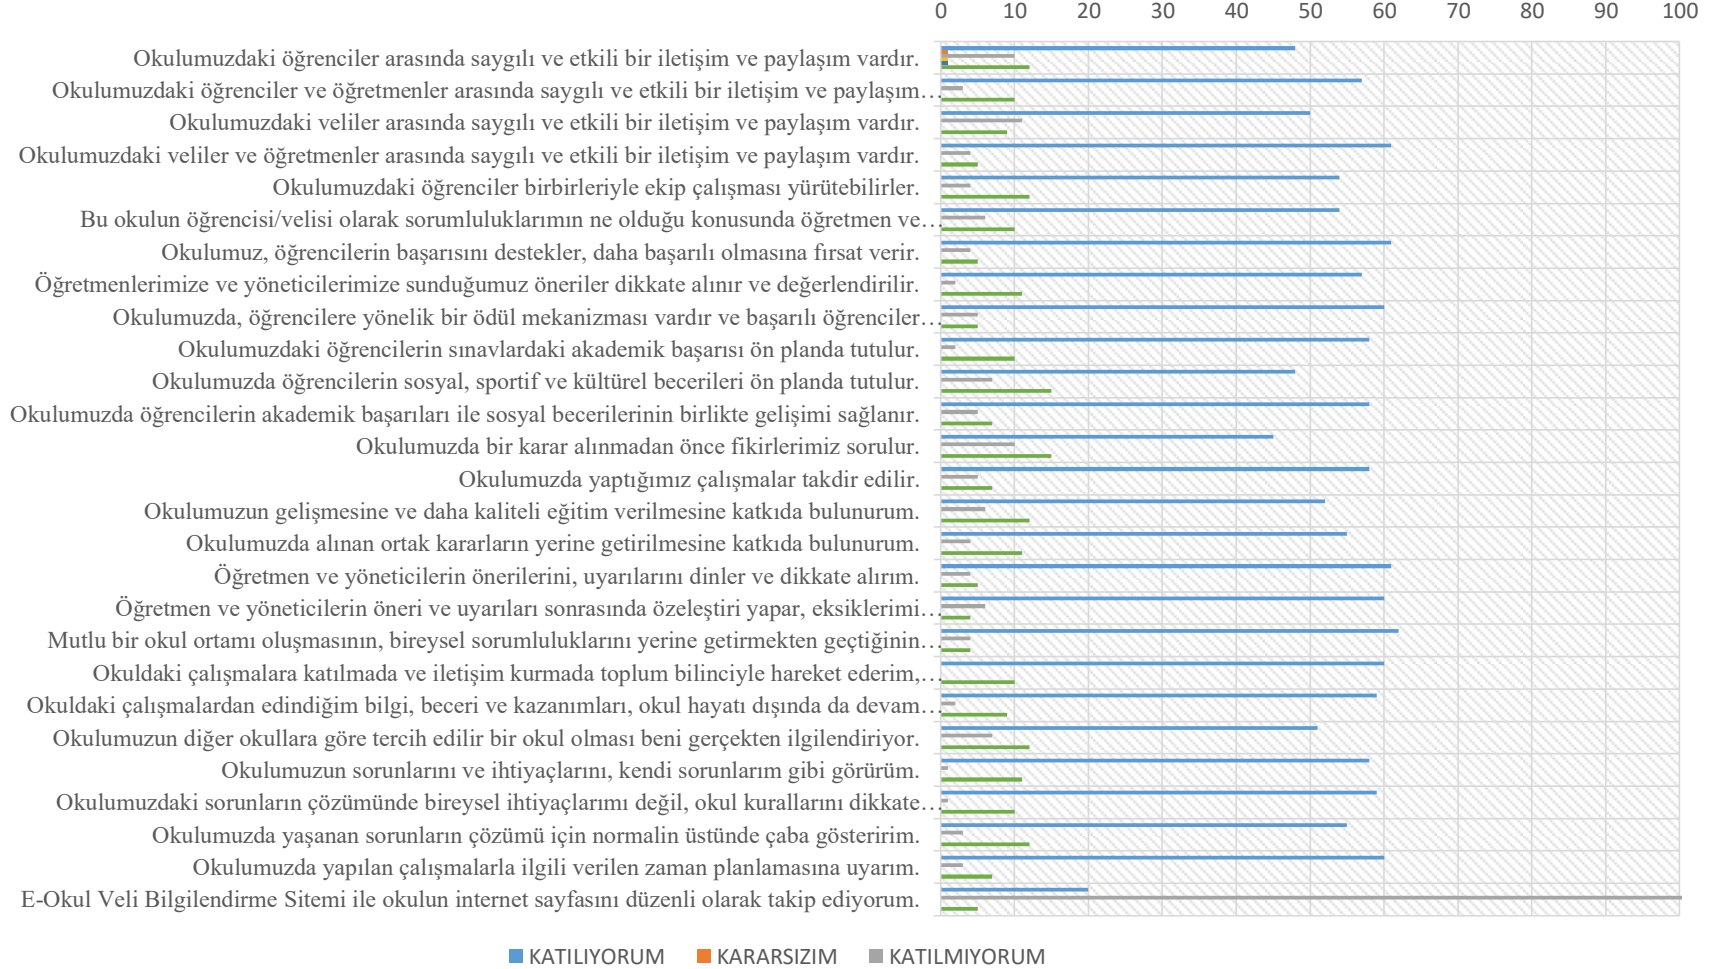 0 10 20 30 40 50 60 70 80 90 100
Okulumuzdaki öğrenciler arasında saygılı ve etkili bir iletişim ve paylaşım vardır.
Okulumuzdaki öğrenciler ve öğretmenler arasında saygılı ve etkili bir iletişim ve paylaşım…
Okulumuzdaki veliler arasında saygılı ve etkili bir iletişim ve paylaşım vardır.
Okulumuzdaki veliler ve öğretmenler arasında saygılı ve etkili bir iletişim ve paylaşım vardır.
Okulumuzdaki öğrenciler birbirleriyle ekip çalışması yürütebilirler.
Bu okulun öğrencisi/velisi olarak sorumluluklarımın ne olduğu konusunda öğretmen ve…
Okulumuz, öğrencilerin başarısını destekler, daha başarılı olmasına fırsat verir.
Öğretmenlerimize ve yöneticilerimize sunduğumuz öneriler dikkate alınır ve değerlendirilir.
Okulumuzda, öğrencilere yönelik bir ödül mekanizması vardır ve başarılı öğrenciler…
Okulumuzdaki öğrencilerin sınavlardaki akademik başarısı ön planda tutulur.
Okulumuzda öğrencilerin sosyal, sportif ve kültürel becerileri ön planda tutulur.
Okulumuzda öğrencilerin akademik başarıları ile sosyal becerilerinin birlikte gelişimi sağlanır.
Okulumuzda bir karar alınmadan önce fikirlerimiz sorulur.
Okulumuzda yaptığımız çalışmalar takdir edilir.
Okulumuzun gelişmesine ve daha kaliteli eğitim verilmesine katkıda bulunurum.
Okulumuzda alınan ortak kararların yerine getirilmesine katkıda bulunurum.
Öğretmen ve yöneticilerin önerilerini, uyarılarını dinler ve dikkate alırım.
Öğretmen ve yöneticilerin öneri ve uyarıları sonrasında özeleştiri yapar, eksiklerimi…
Mutlu bir okul ortamı oluşmasının, bireysel sorumluluklarını yerine getirmekten geçtiğinin…
Okuldaki çalışmalara katılmada ve iletişim kurmada toplum bilinciyle hareket ederim,…
Okuldaki çalışmalardan edindiğim bilgi, beceri ve kazanımları, okul hayatı dışında da devam…
Okulumuzun diğer okullara göre tercih edilir bir okul olması beni gerçekten ilgilendiriyor.
Okulumuzun sorunlarını ve ihtiyaçlarını, kendi sorunlarım gibi görürüm.
Okulumuzdaki sorunların çözümünde bireysel ihtiyaçlarımı değil, okul kurallarını dikkate…
Okulumuzda yaşanan sorunların çözümü için normalin üstünde çaba gösteririm.
Okulumuzda yapılan çalışmalarla ilgili verilen zaman planlamasına uyarım.
E-Okul Veli Bilgilendirme Sitemi ile okulun internet sayfasını düzenli olarak takip ediyorum.
KATILIYORUM KARARSIZIM KATILMIYORUM